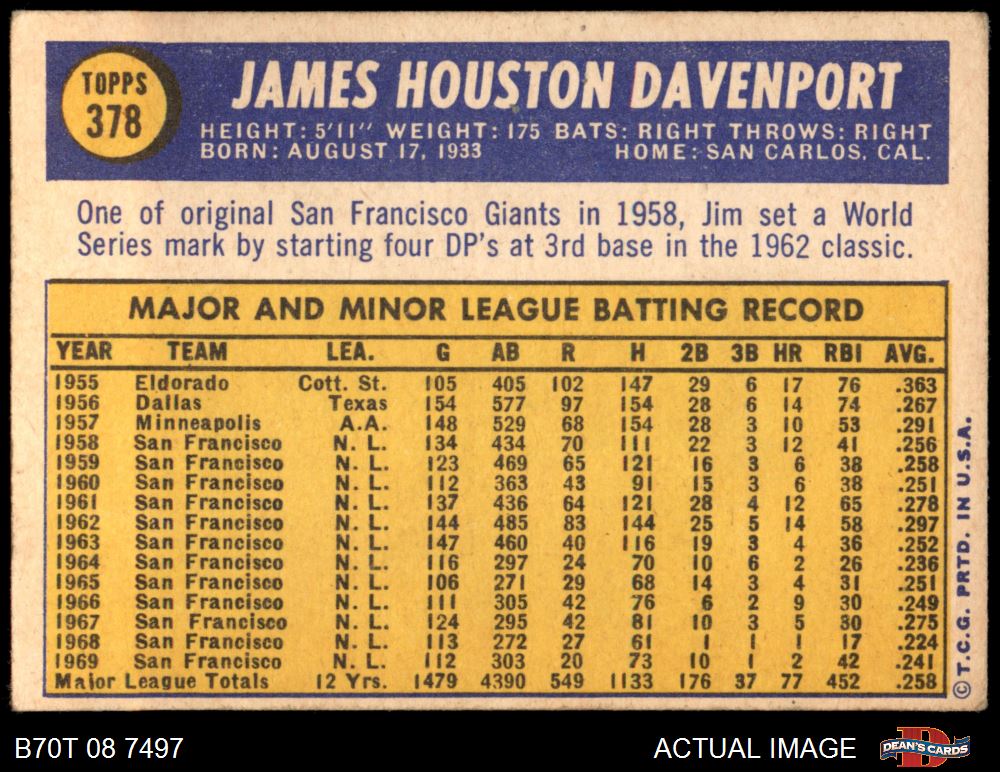 TOPPS
378
JAMES HOUSTON DAVENPORT
HEIGHT: 5'11" WEIGHT: 175 BATS: RIGHT THROWS: RIGHT
BORN: AUGUST 17, 1933 HOME: SAN CARLOS, CAL.
One of original San Francisco Giants in 1958, Jim set a World
Series mark by starting four DP's at 3rd base in the 1962 classic.
MAJOR AND MINOR LEAGUE BATTING RECORD
YEAR TEAM LEA. G AB R H 2B 3B HR RBI AVG.
1955 Eldorado Cott. St. 105 405 102 147 29 6 17 76 .363
1956 Dallas Texas 154 577 97 154 28 6 14 74 .267
1957 Minneapolis A.A. 148 529 68 154 28 3 10 53 .291
1958 San Francisco N. L. 134 434 70 111 22 3 12 41 .256
1959 San Francisco N. L. 123 469 65 121 16 3 6 38 .258
1960 San Francisco N. L. 112 363 43 91 15 3 6 38 .251
1961 San Francisco N. L. 137 436 64 121 28 4 12 65 .278
1962 San Francisco N. L. 144 485 83 144 25 5 14 58 .297
1963 San Francisco N. L. 147 460 40 116 19 3 4 36 .252
1964 San Francisco N. L. 116 297 24 70 10 6 2 26 .236
1965 San Francisco N. L. 106 271 29 68 14 3 4 31 .251
1966 San Francisco N. L. 111 305 42 76 6 2 9 30 .249
1967 San Francisco N. L. 124 295 42 81 10 3 5 30 .275
1968 San Francisco N. L. 113 272 27 61 1 1 1 17 .224
1969 San Francisco N. L. 112 303 20 73 10 1 2 42 .241
Major League Totals 12 Yrs. 1479 4390 549 1133 176 37 77 452 .258
© T.C.G. PRTD. IN U.S.A.
B70T 08 7497 ACTUAL IMAGE
DEAN'S CARDS